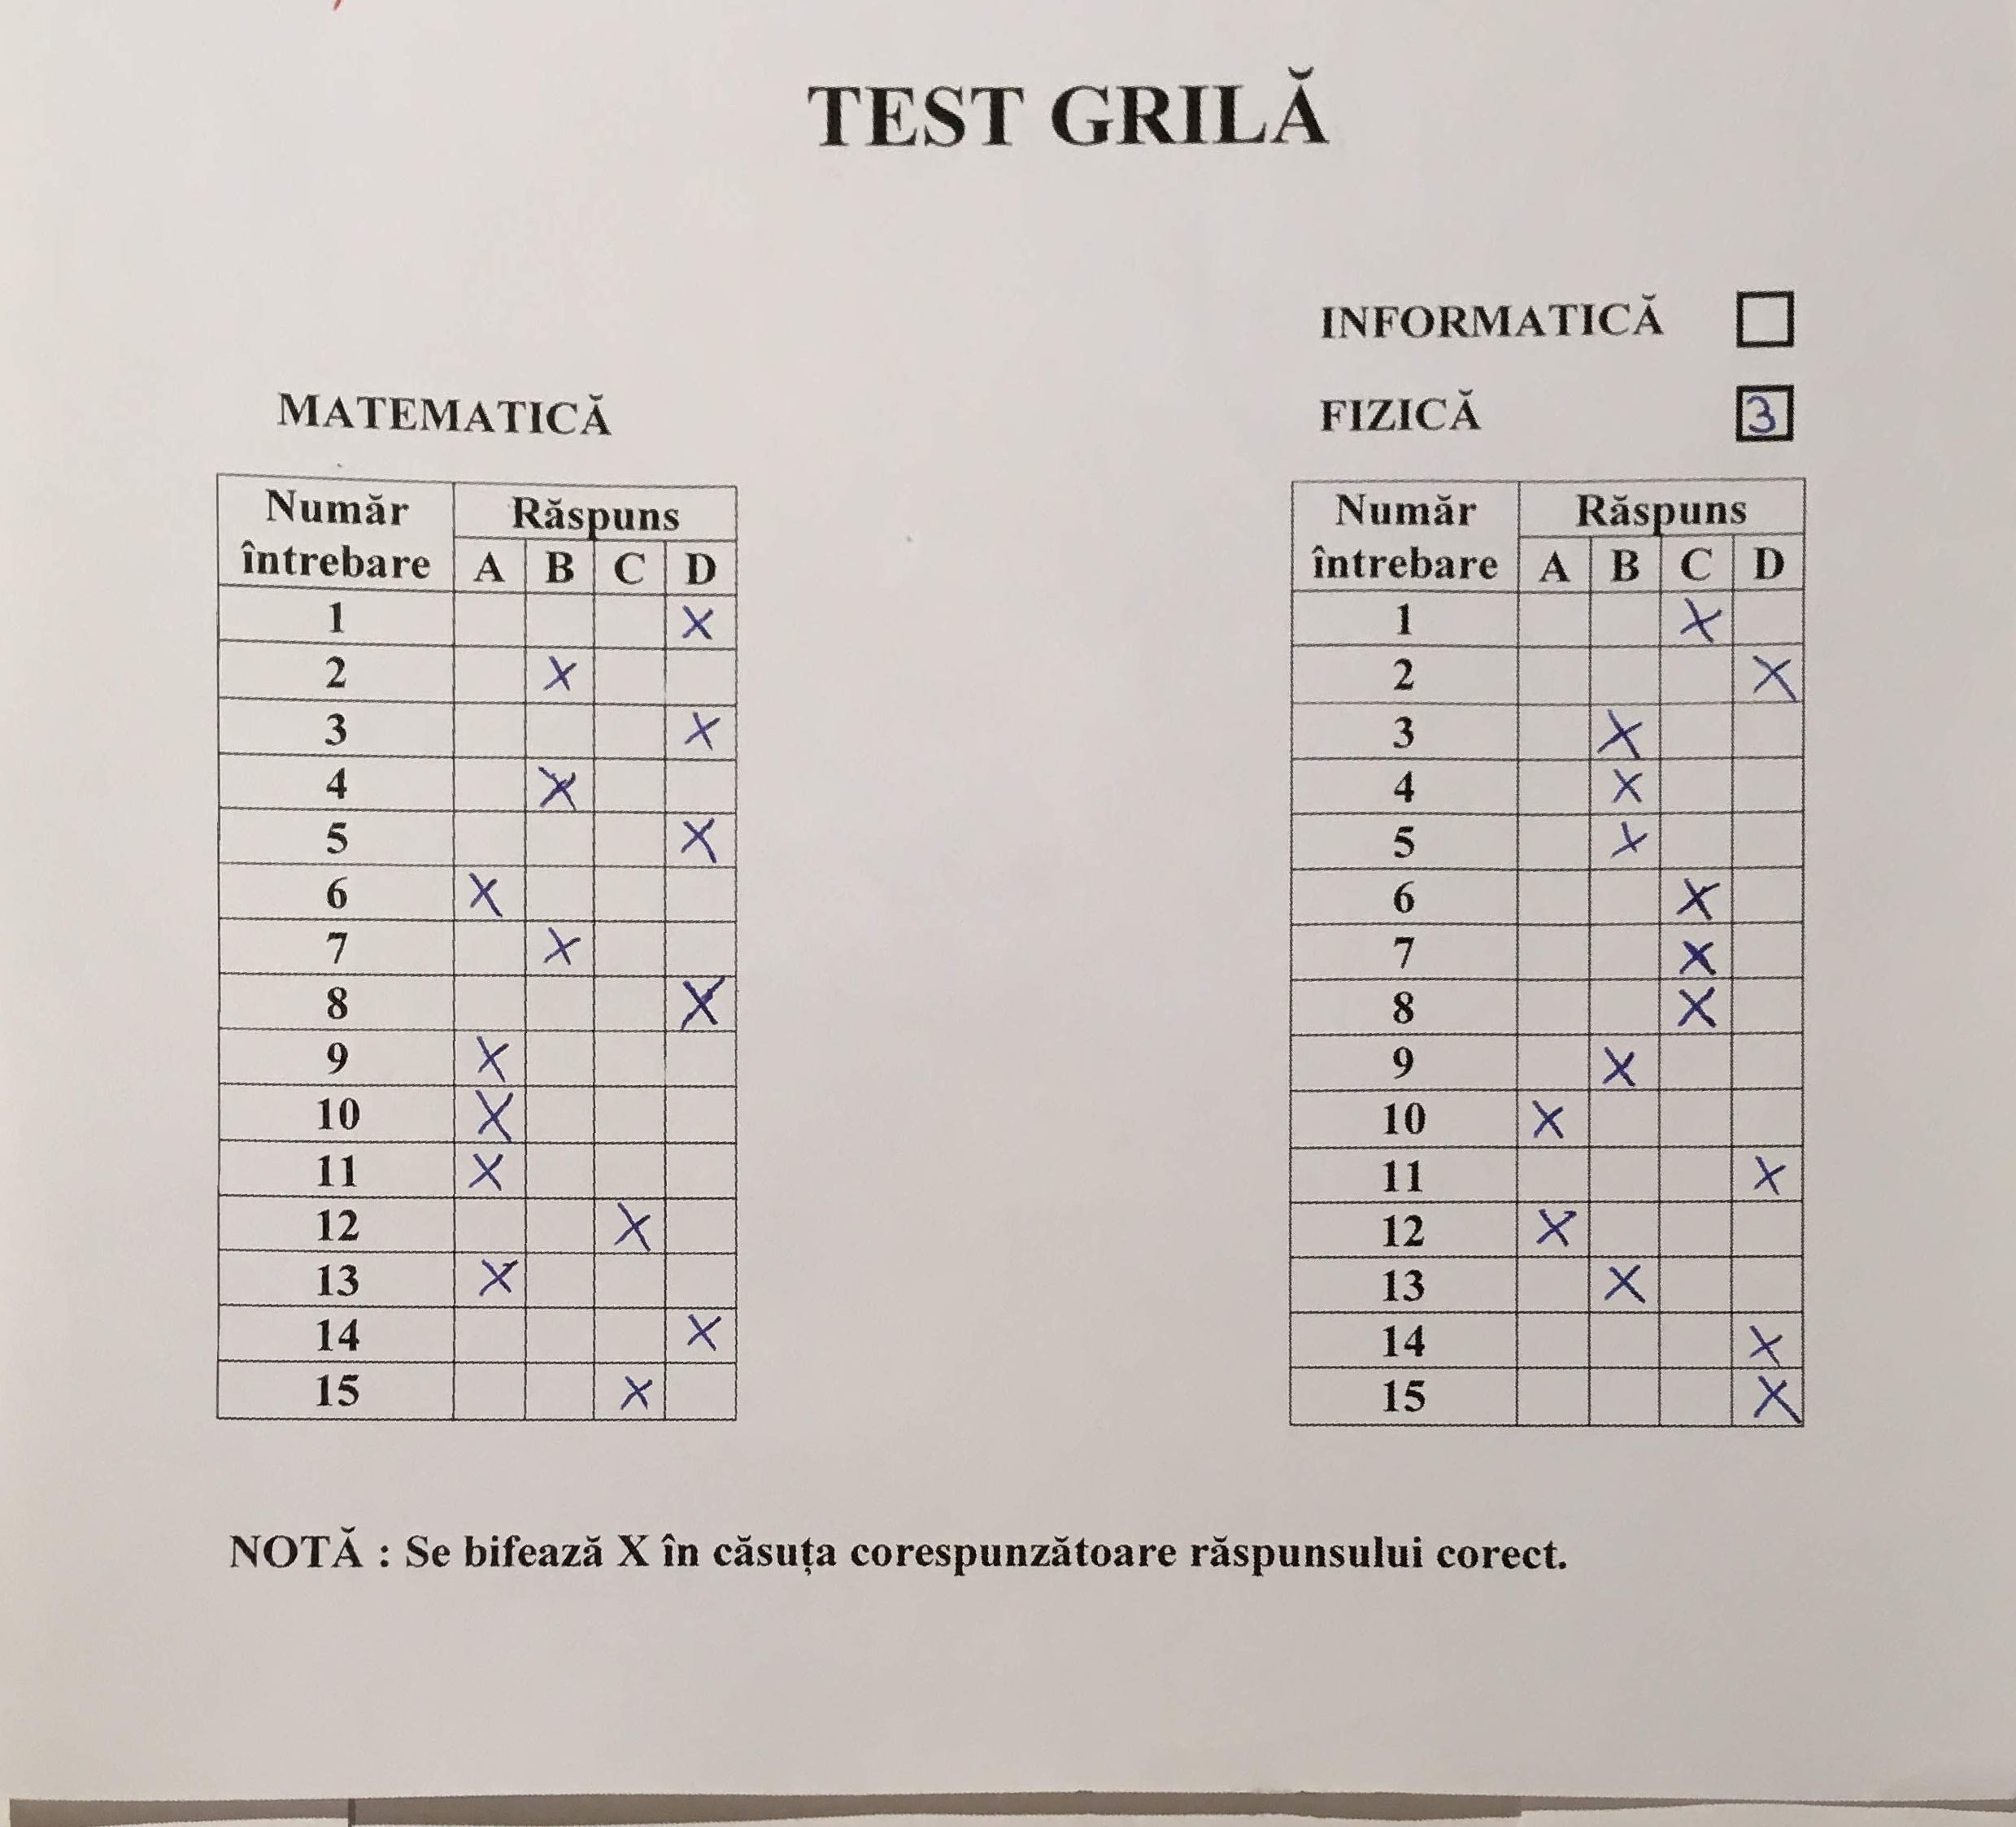 TEST GRILĂ
INFORMATICĂ
MATEMATICĂ
FIZICĂ 3
Număr întrebare Răspuns
A B C D
1 X
2 X
3 X
4 X
5 X
6 X
7 X
8 X
9 X
10 X
11 X
12 X
13 X
14 X
15 X
Număr întrebare Răspuns
A B C D
1 X
2 X
3 X
4 X
5 X
6 X
7 X
8 X
9 X
10 X
11 X
12 X
13 X
14 X
15 X
NOTĂ : Se bifează X în căsuța corespunzătoare răspunsului corect.